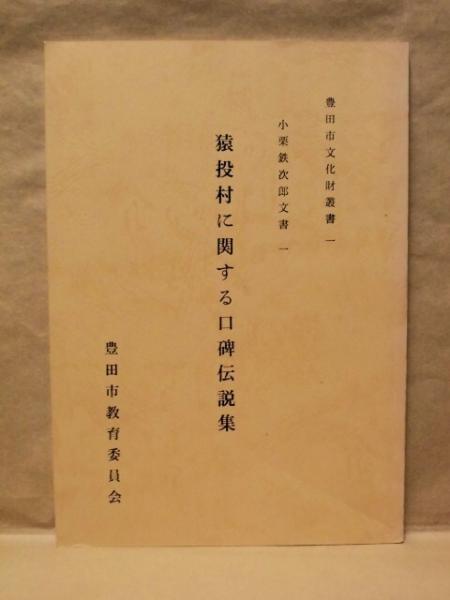 豊田市文化財叢書 一
小栗鉄次郎文書 一
猿投村に関する口碑伝説集
豊田市教育委員会